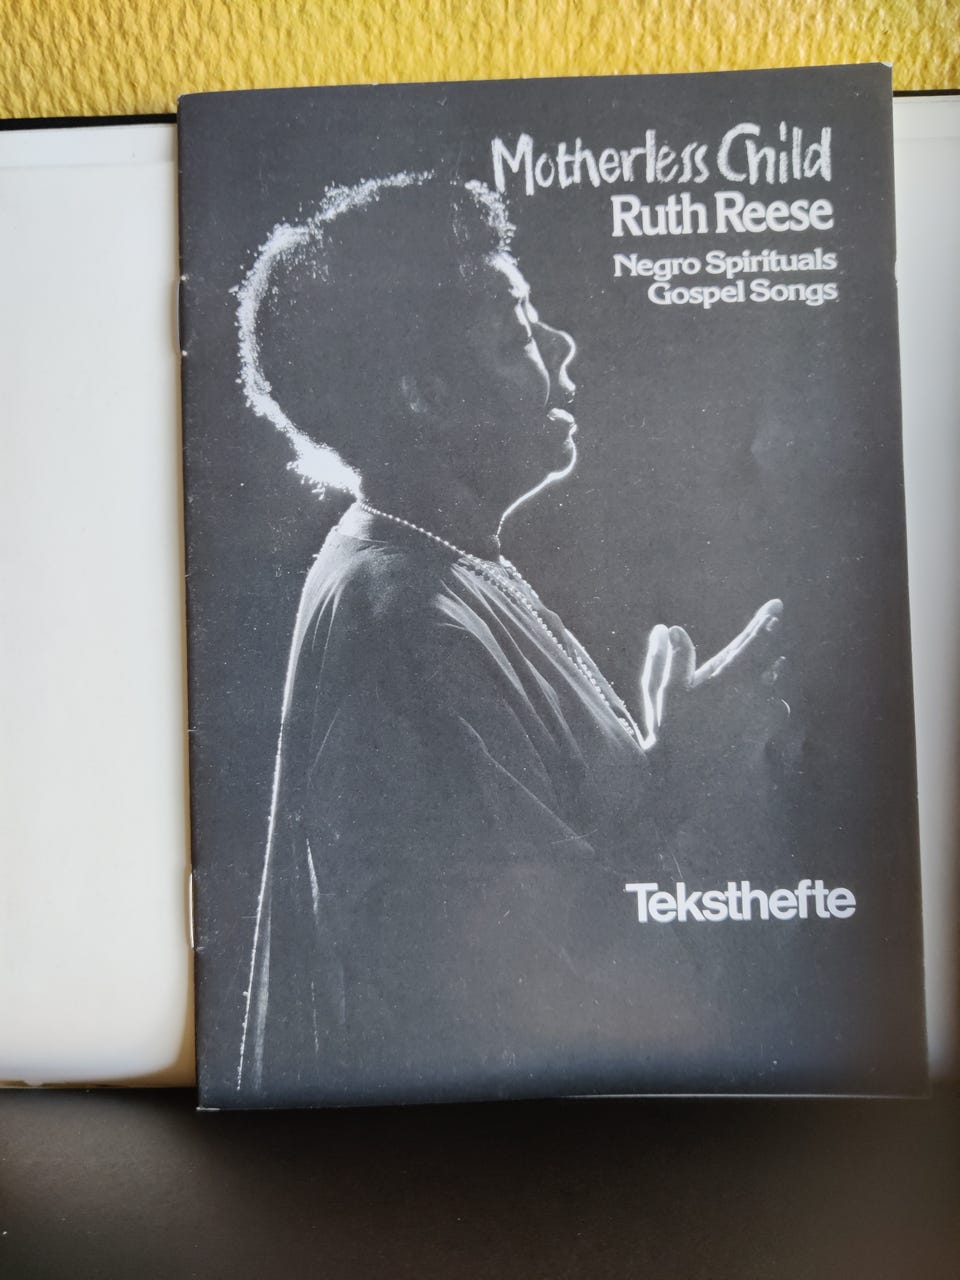 Motherless Child
Ruth Reese
Negro Spirituals
Gospel Songs
Teksthefte